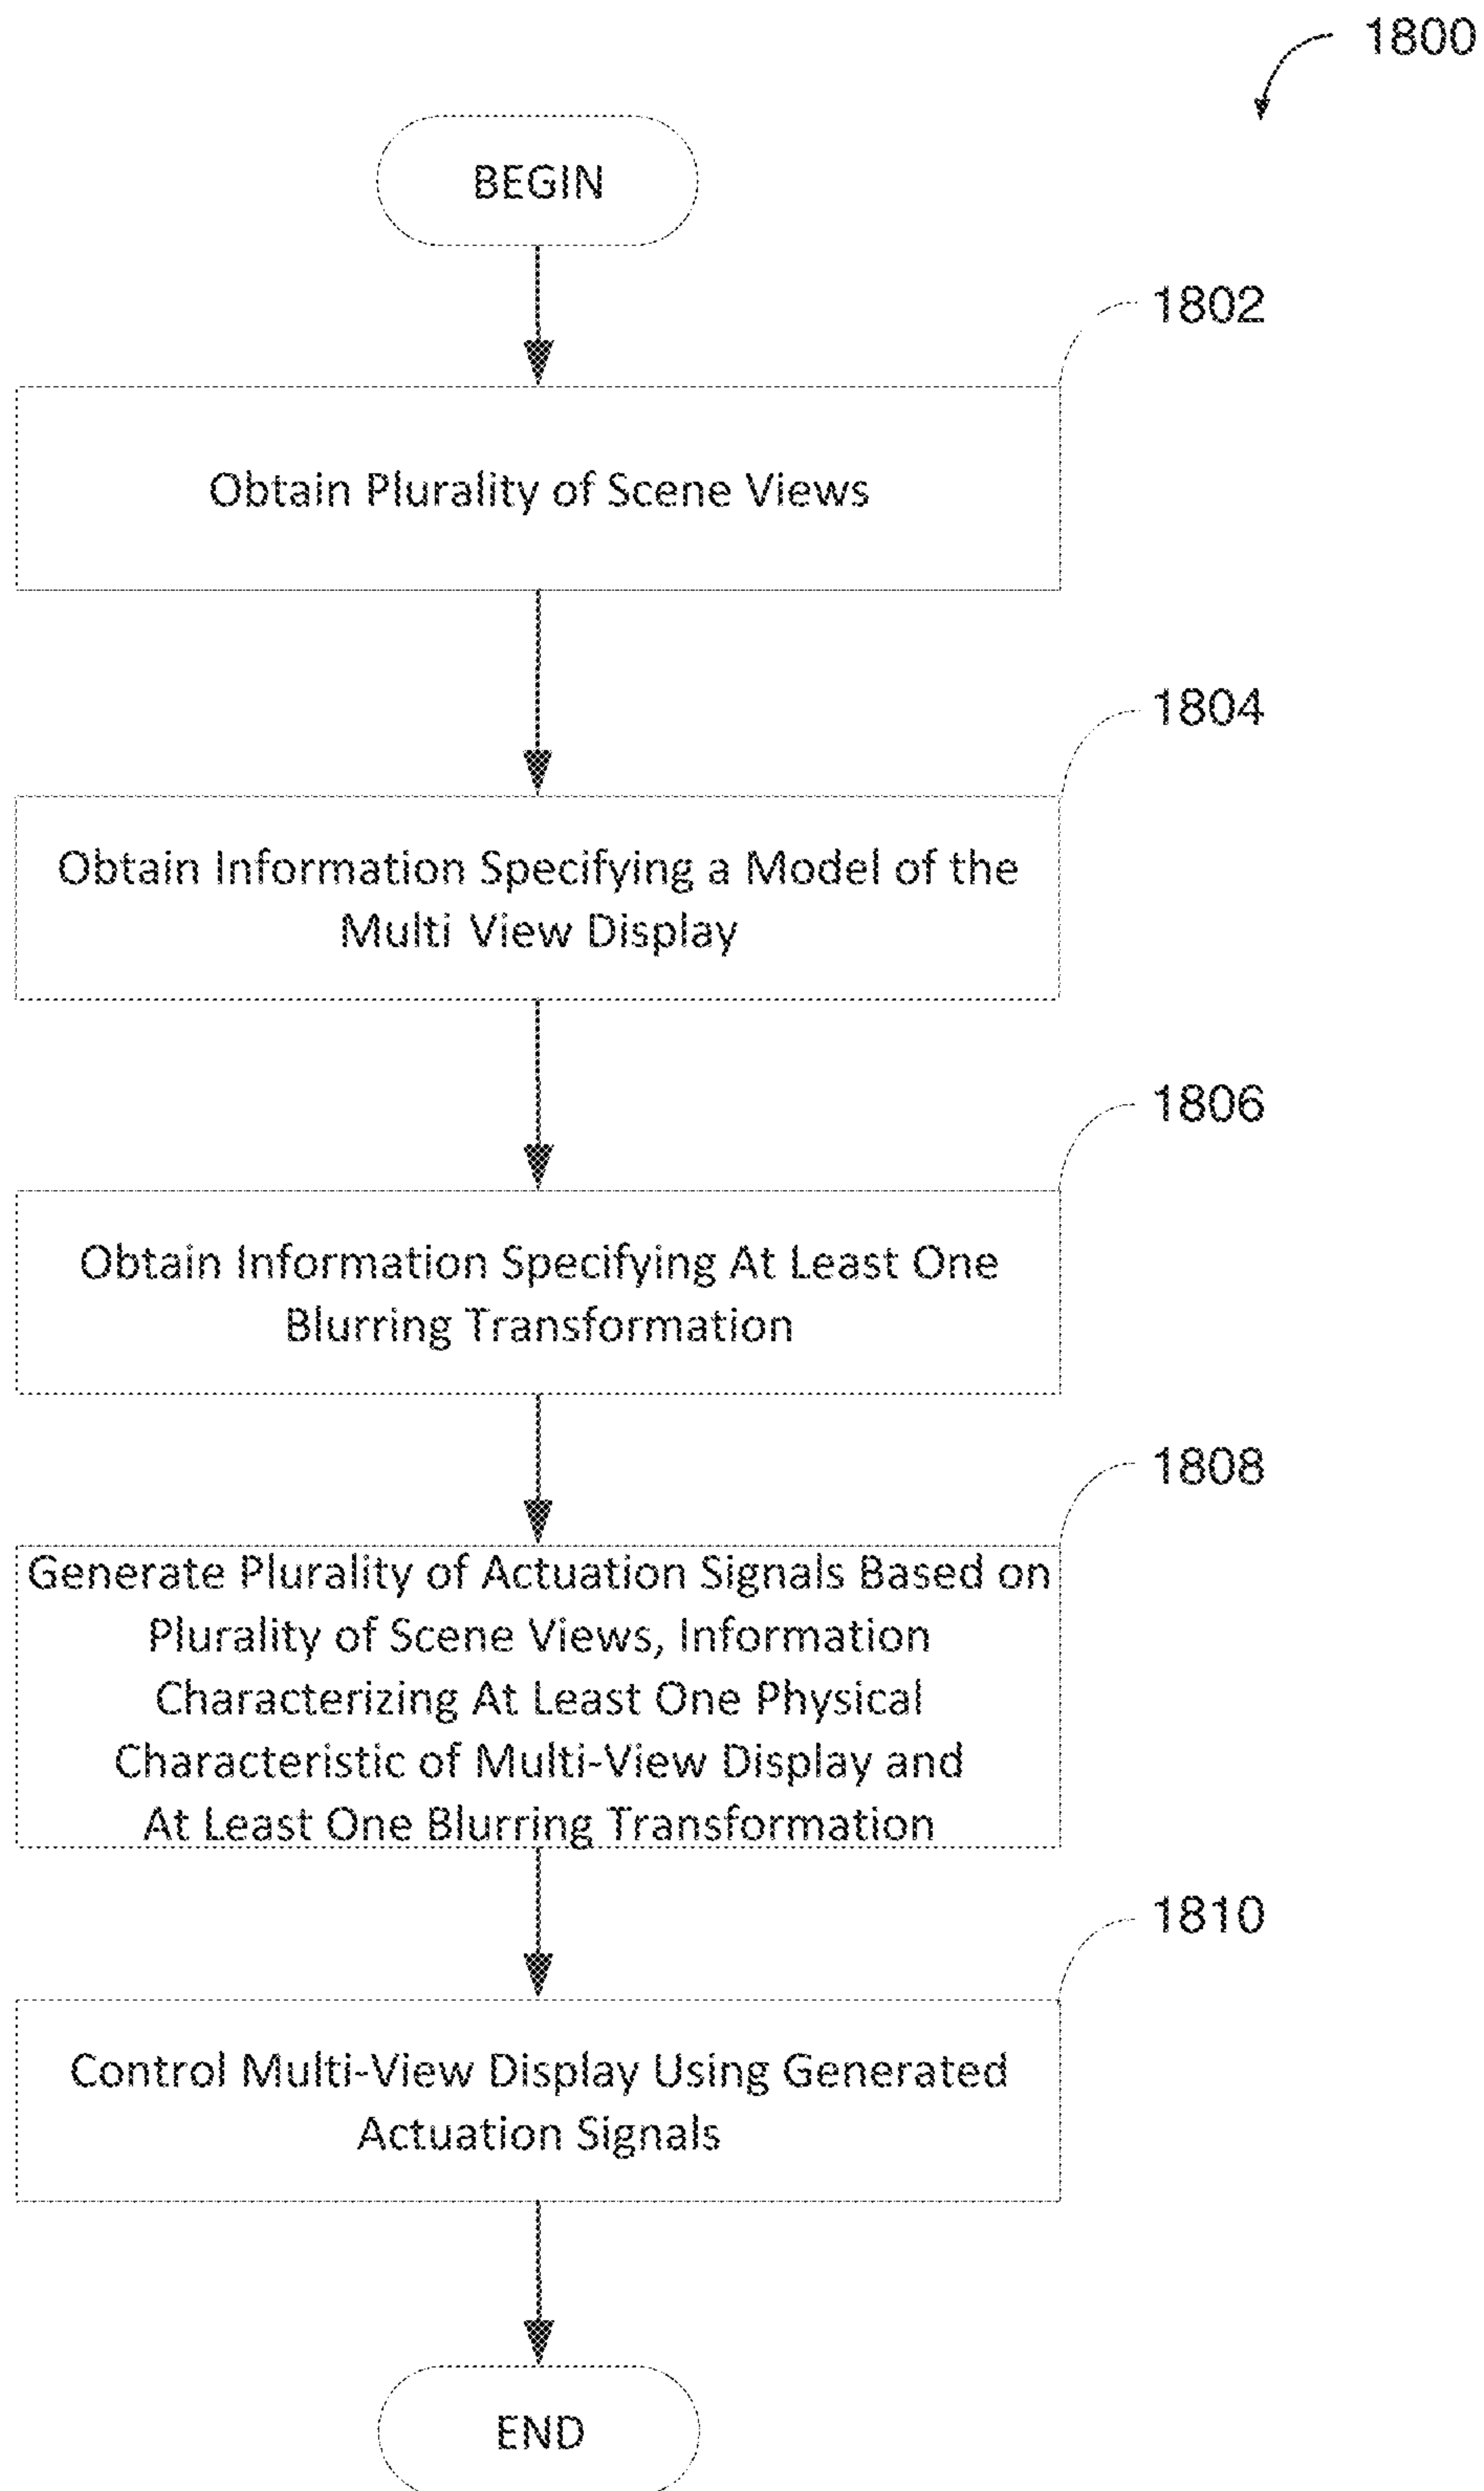 1800
BEGIN
1802
Obtain Plurality of Scene Views
1804
Obtain Information Specifying a Model of the
Multi View Display
1806
Obtain Information Specifying At Least One
Blurring Transformation
1808
Generate Plurality of Actuation Signals Based on
Plurality of Scene Views, Information
Characterizing At Least One Physical
Characteristic of Multi-View Display and
At Least One Blurring Transformation
1810
Control Multi-View Display Using Generated
Actuation Signals
END